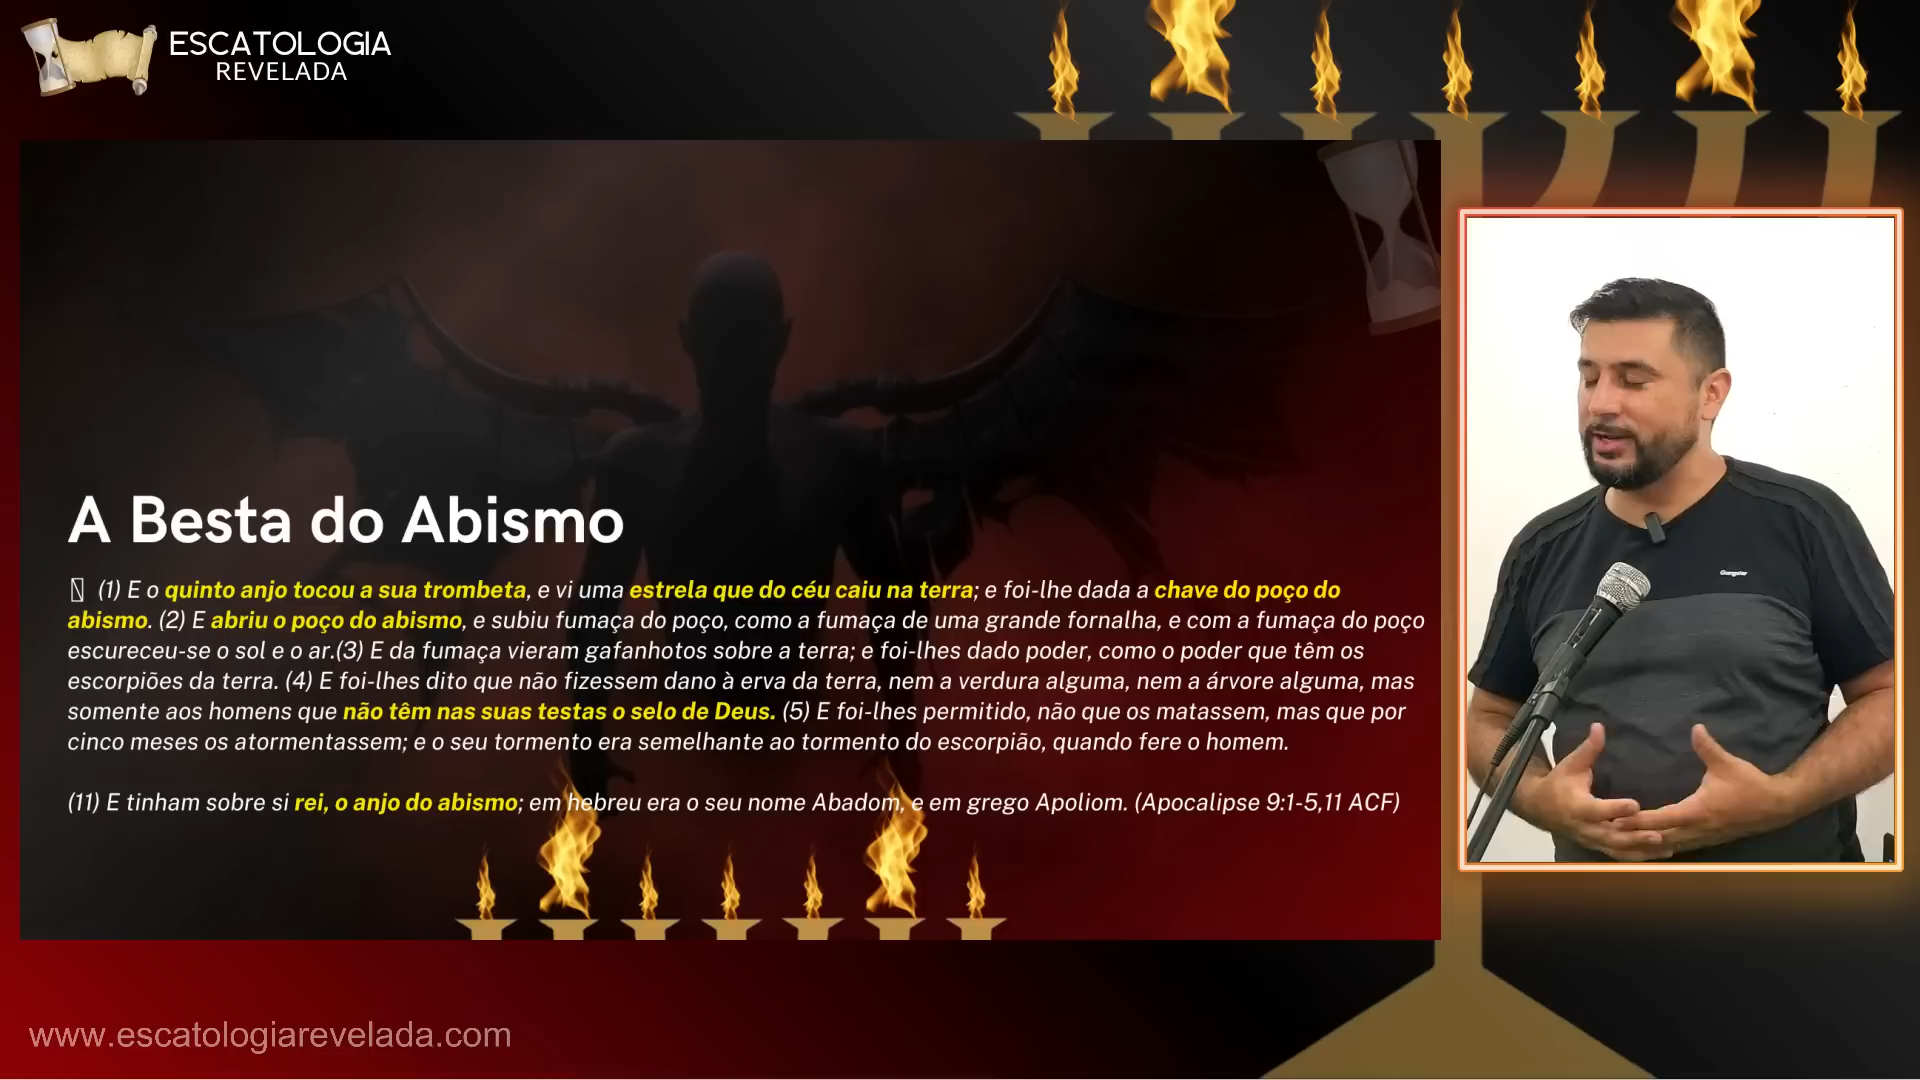 ESCATOLOGIA
REVELADA
A Besta do Abismo
(1) E o quinto anjo tocou a sua trombeta, e vi uma estrela que do céu caiu na terra; e foi-lhe dada a chave do poço do
abismo. (2) E abriu o poço do abismo, e subiu fumaça do poço, como a fumaça de uma grande fornalha, e com a fumaça do poço
escureceu-se o sol e o ar.(3) E da fumaça vieram gafanhotos sobre a terra; e foi-lhes dado poder, como o poder que têm os
escorpiões da terra. (4) E foi-lhes dito que não fizessem dano à erva da terra, nem a verdura alguma, nem a árvore alguma, mas
somente aos homens que não têm nas suas testas o selo de Deus. (5) E foi-lhes permitido, não que os matassem, mas que por
cinco meses os atormentassem; e o seu tormento era semelhante ao tormento do escorpião, quando fere o homem.
(11) E tinham sobre si rei, o anjo do abismo; em hebreu era o seu nome Abadom, e em grego Apoliom. (Apocalipse 9:1-5,11 ACF)
Gangster
www.escatologiarevelada.com